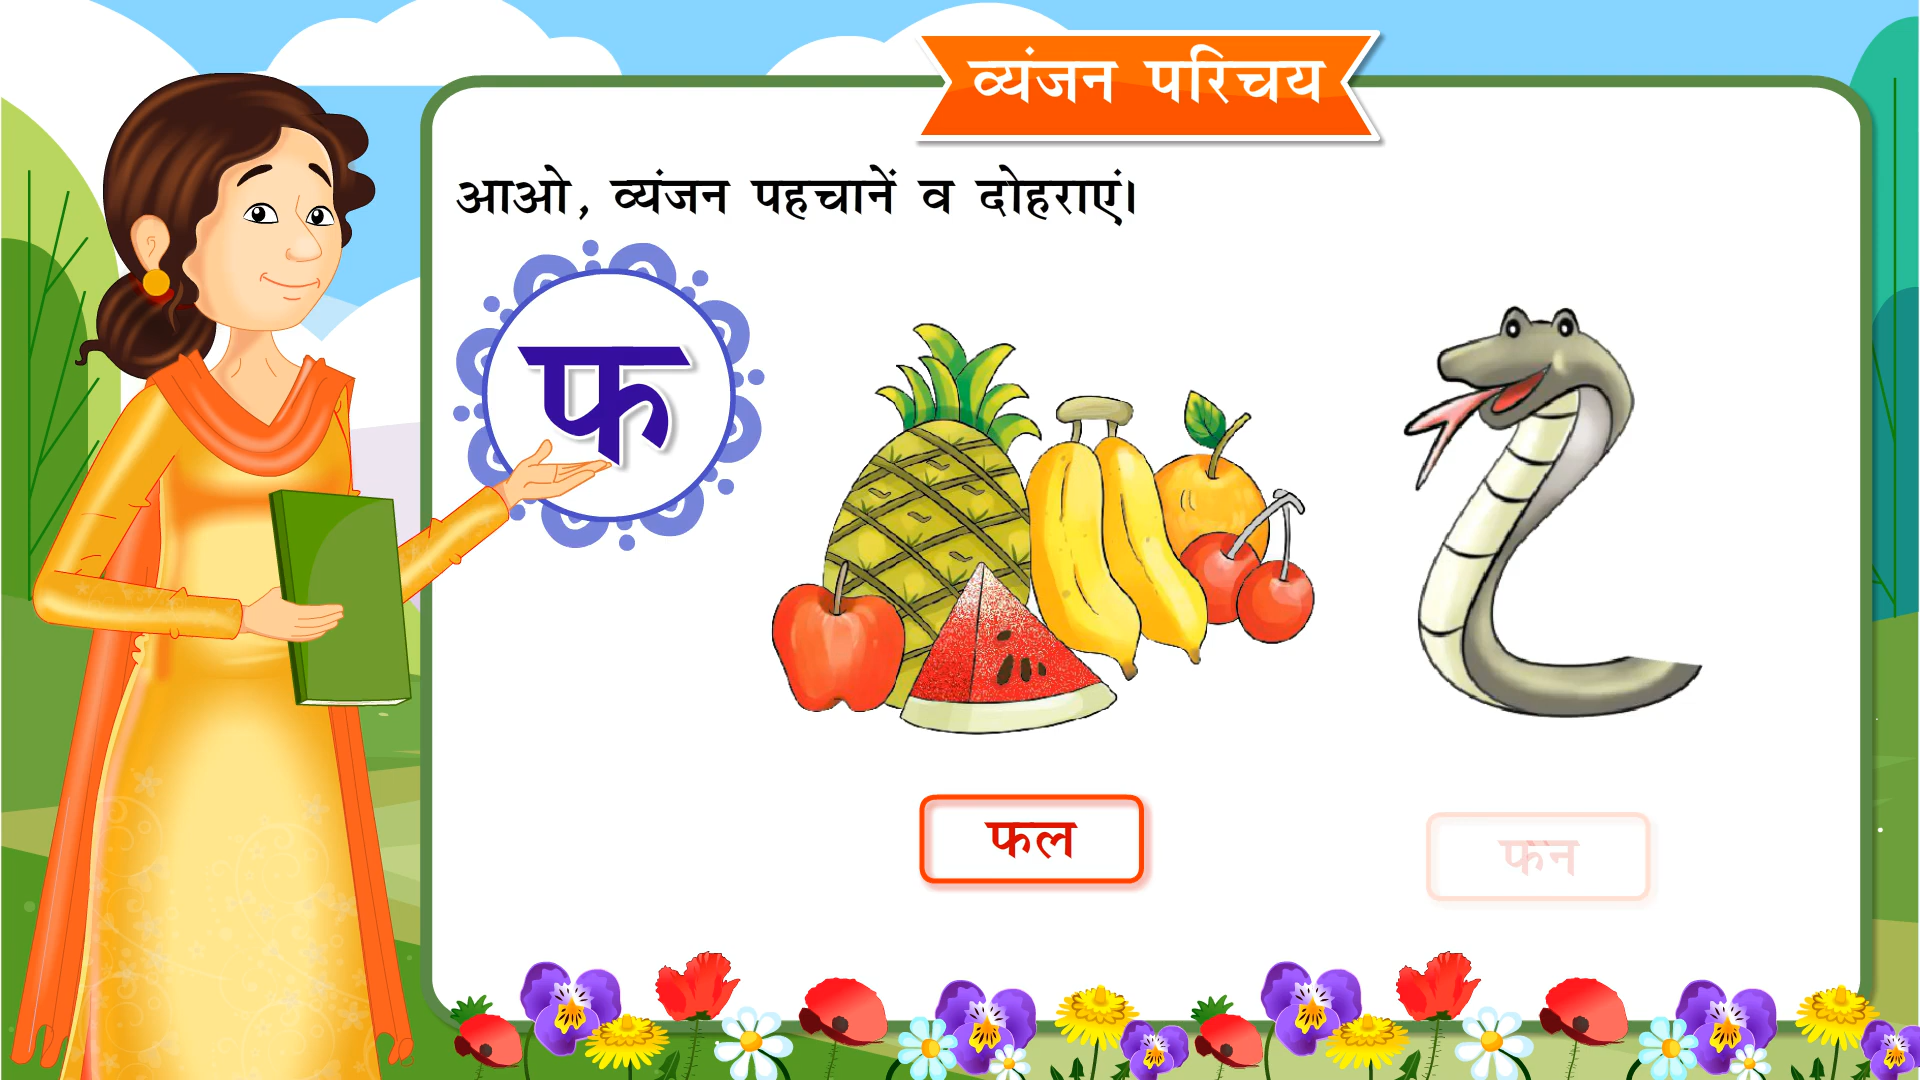 व्यंजन परिचय
आओ, व्यंजन पहचानें व दोहराएं।
फ
फल
फन